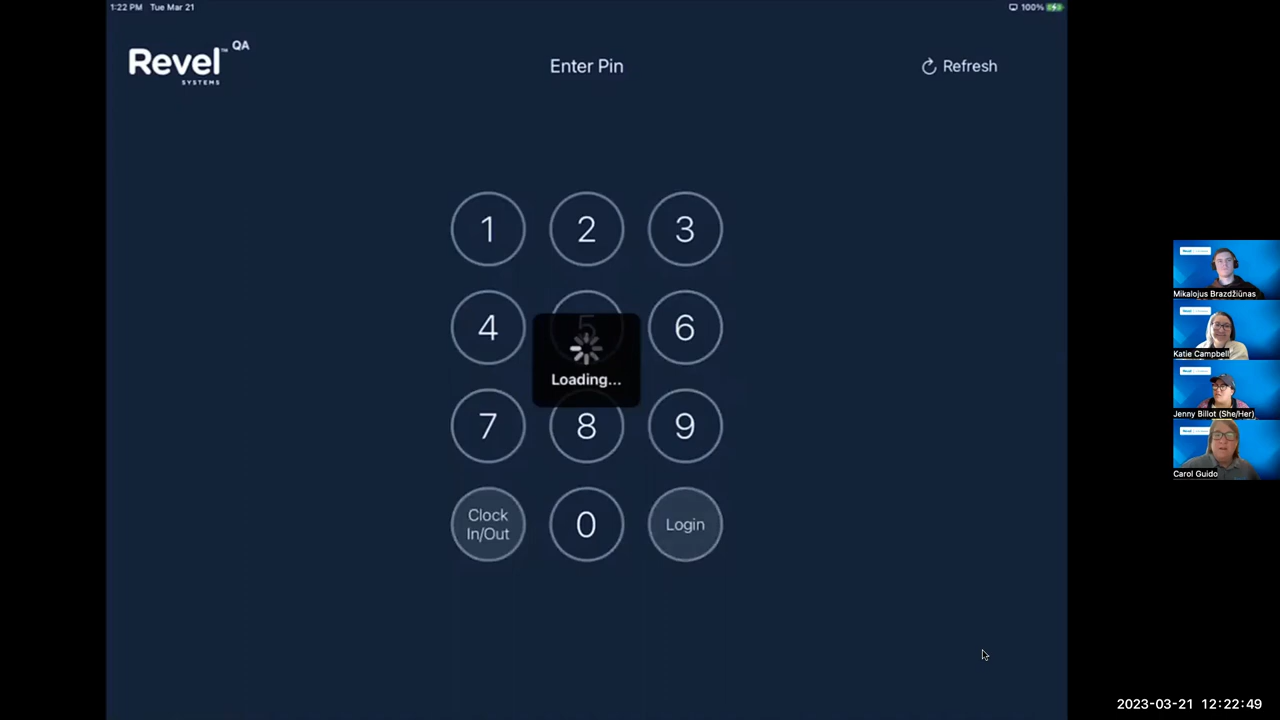 1:22 PM Tue Mar 21
100%
Revel™ QA
SYSTEMS
Enter Pin
Refresh
1 2 3
4 5 6
Loading...
7 8 9
Clock
In/Out
0
Login
Mikalojus Brazdžiūnas
Katie Campbell
Jenny Billot (She/Her)
Carol Guido
2023-03-21 12:22:49